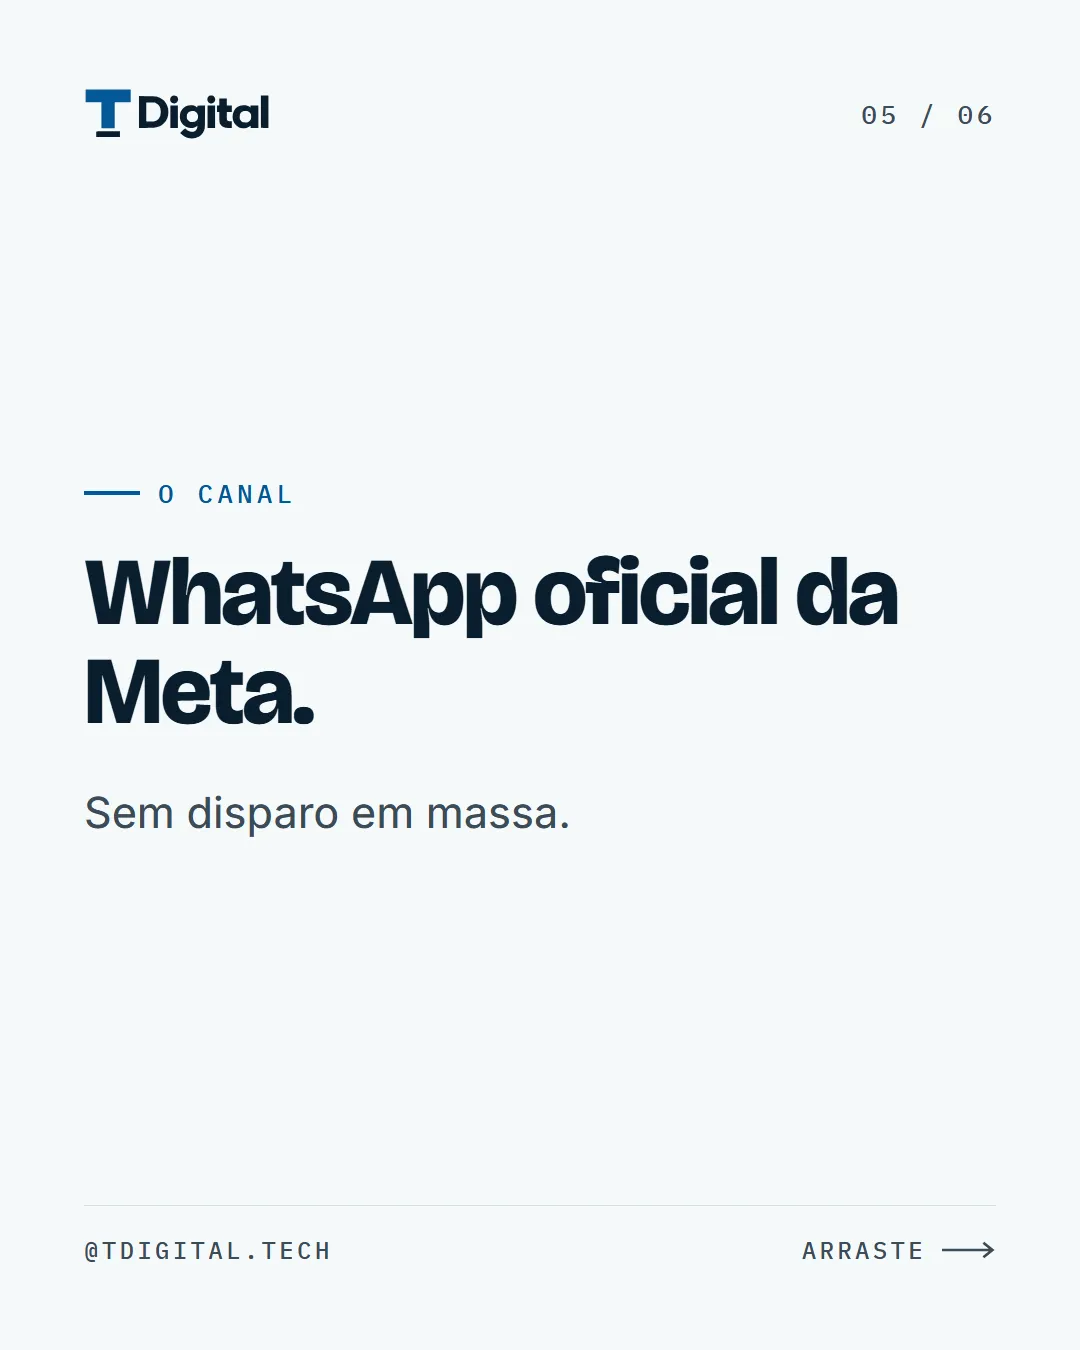 TDigital
05 / 06
O CANAL
WhatsApp oficial da
Meta.
Sem disparo em massa.
@TDIGITAL.TECH
ARRASTE